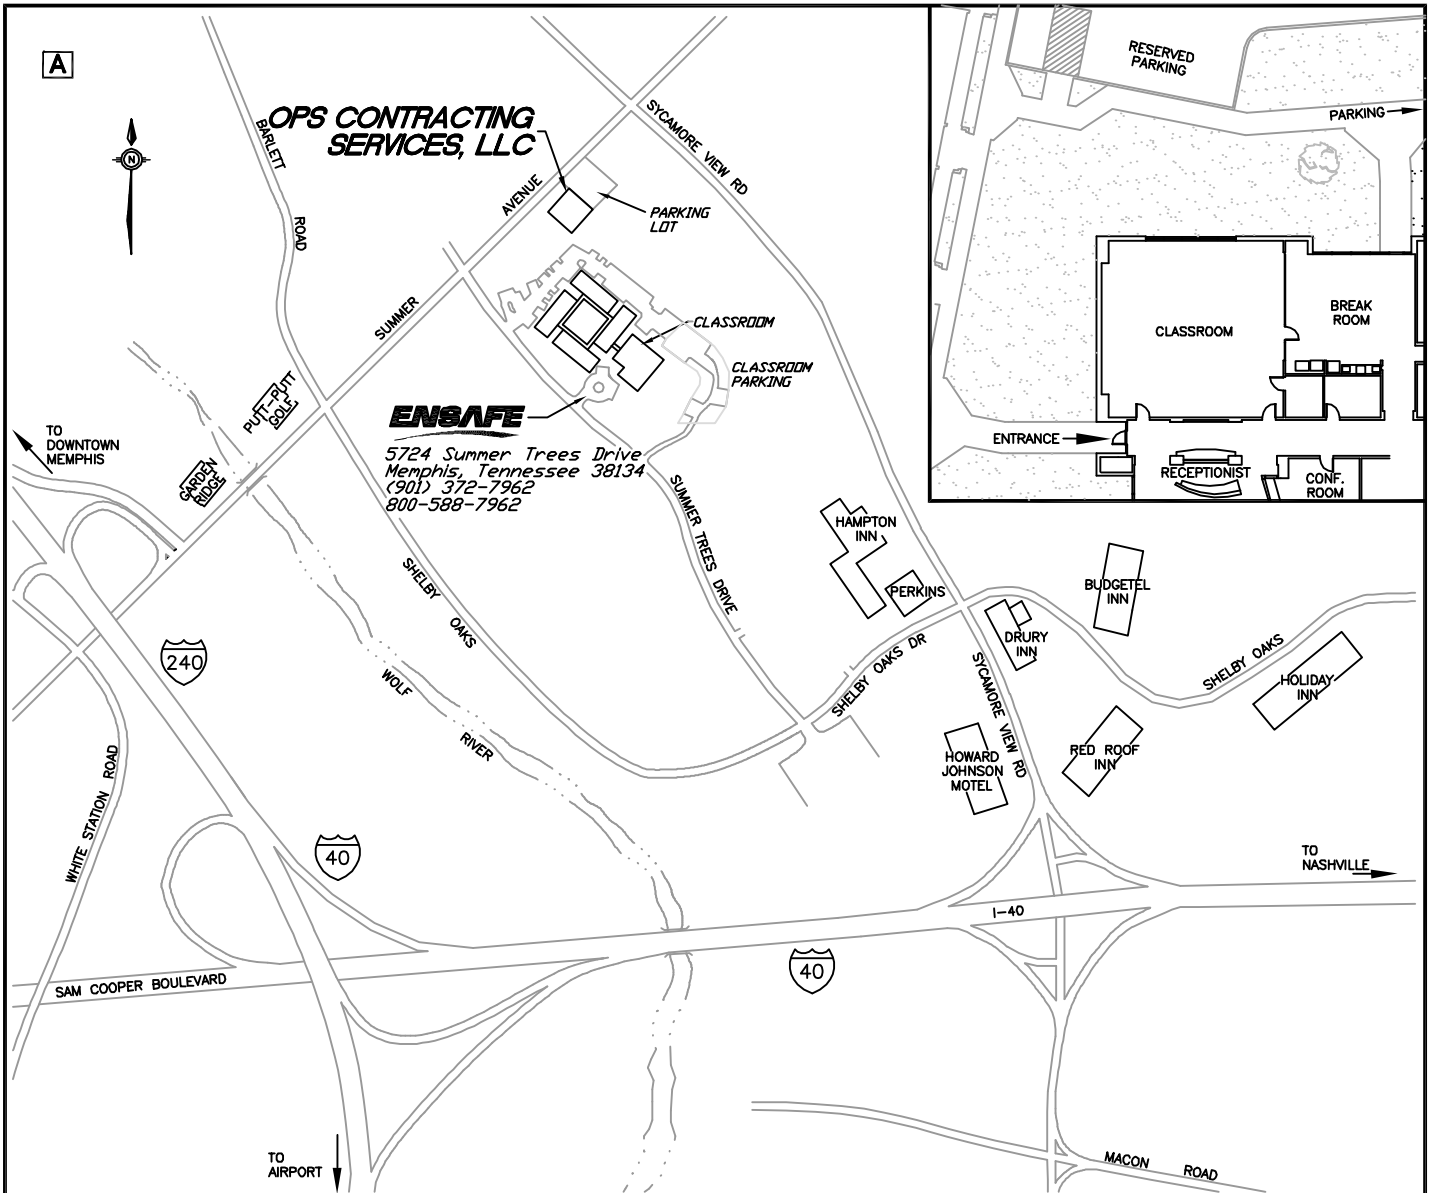 A
N
OPS CONTRACTING
SERVICES, LLC
BARLETT
ROAD
SYCAMORE VIEW RD
SUMMER
AVENUE
PARKING
LOT
CLASSROOM
CLASSROOM
PARKING
PUTT-PUTT
GOLF
GARDEN
RIDGE
TO
DOWNTOWN
MEMPHIS
ENSAFE
5724 Summer Trees Drive
Memphis, Tennessee 38134
(901) 372-7962
800-588-7962
RESERVED
PARKING
PARKING
CLASSROOM
BREAK
ROOM
ENTRANCE
RECEPTIONIST
CONF.
ROOM
SUMMER TREES DRIVE
SHELBY
OAKS
HAMPTON
INN
PERKINS
BUDGETEL
INN
DRURY
INN
SHELBY OAKS DR
SHELBY OAKS
HOLIDAY
INN
SYCAMORE VIEW RD
HOWARD
JOHNSON
MOTEL
RED ROOF
INN
240
WOLF
RIVER
WHITE STATION ROAD
40
TO
NASHVILLE
I-40
40
SAM COOPER BOULEVARD
TO
AIRPORT
MACON ROAD